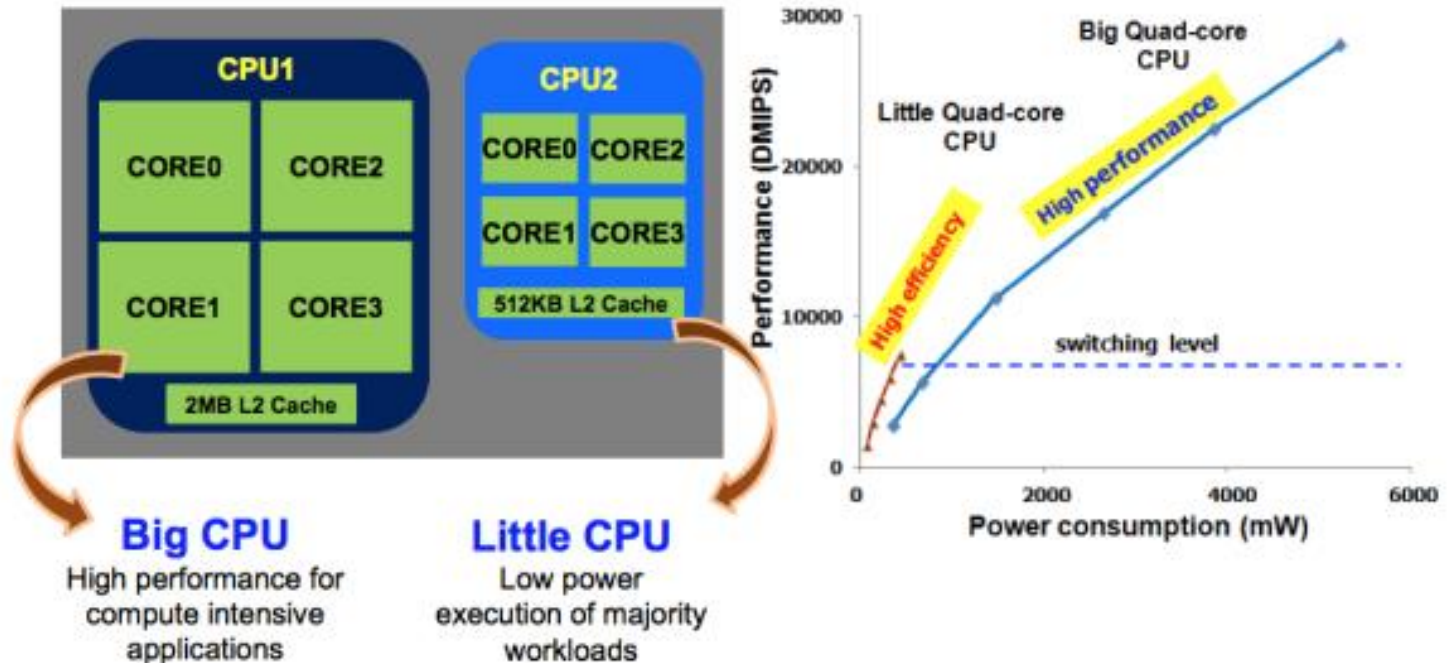 CPU1
CORE0
CORE2
CORE1
CORE3
2MB L2 Cache
CPU2
CORE0
CORE2
CORE1
CORE3
512KB L2 Cache
Big CPU
High performance for
compute intensive
applications
Little CPU
Low power
execution of majority
workloads
Performance (DMIPS)
30000
20000
10000
0
Big Quad-core
CPU
Little Quad-core
CPU
High performance
High efficiency
switching level
0
2000
4000
6000
Power consumption (mW)